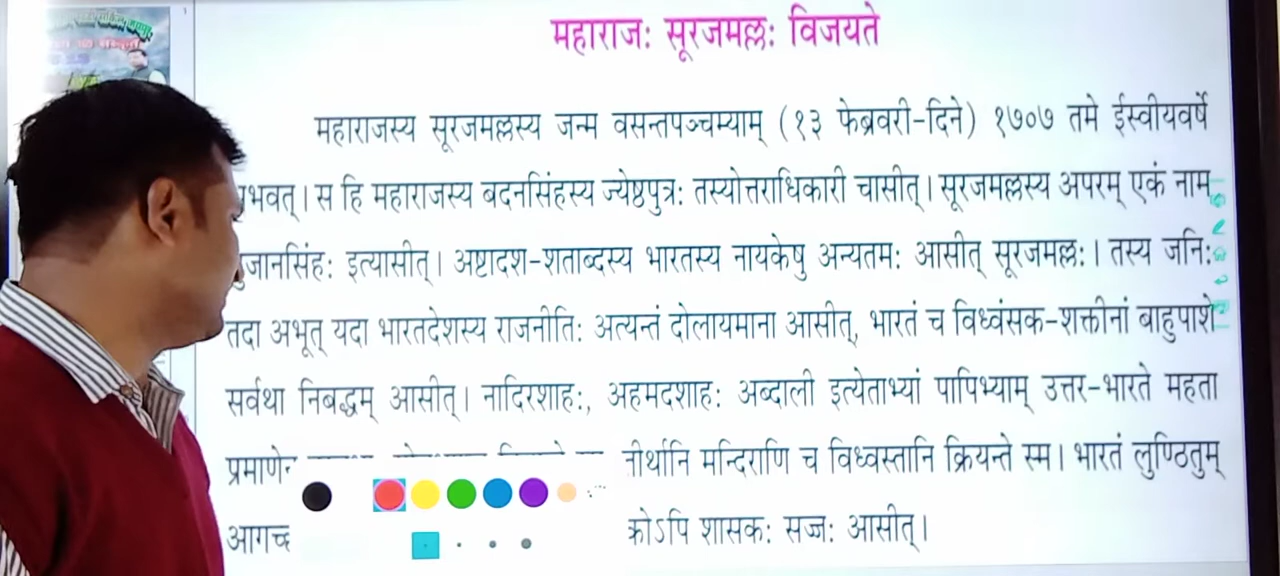 महाराजः सूरजमल्लः विजयते
महाराजस्य सूरजमल्लस्य जन्म वसन्तपञ्चम्याम् (१३ फेब्रवरी-दिने) १७०७ तमे ईस्वीयवर्षे
भवत्। स हि महाराजस्य बदनसिंहस्य ज्येष्ठपुत्रः तस्योत्तराधिकारी चासीत्। सूरजमल्लस्य अपरम् एकं नाम
जानसिंहः इत्यासीत्। अष्टादश-शताब्दस्य भारतस्य नायकेषु अन्यतमः आसीत् सूरजमल्लः। तस्य जनिः
तदा अभूत् यदा भारतदेशस्य राजनीतिः अत्यन्तं दोलायमाना आसीत्, भारतं च विध्वंसक-शक्तीनां बाहुपाशे
सर्वथा निबद्धम् आसीत्। नादिरशाहः, अहमदशाहः अब्दाली इत्येताभ्यां पापिभ्याम् उत्तर-भारते महता
प्रमाणे तीर्थानि मन्दिराणि च विध्वस्तानि क्रियन्ते स्म। भारतं लुण्ठितुम्
आगच कोऽपि शासकः सज्जः आसीत्।